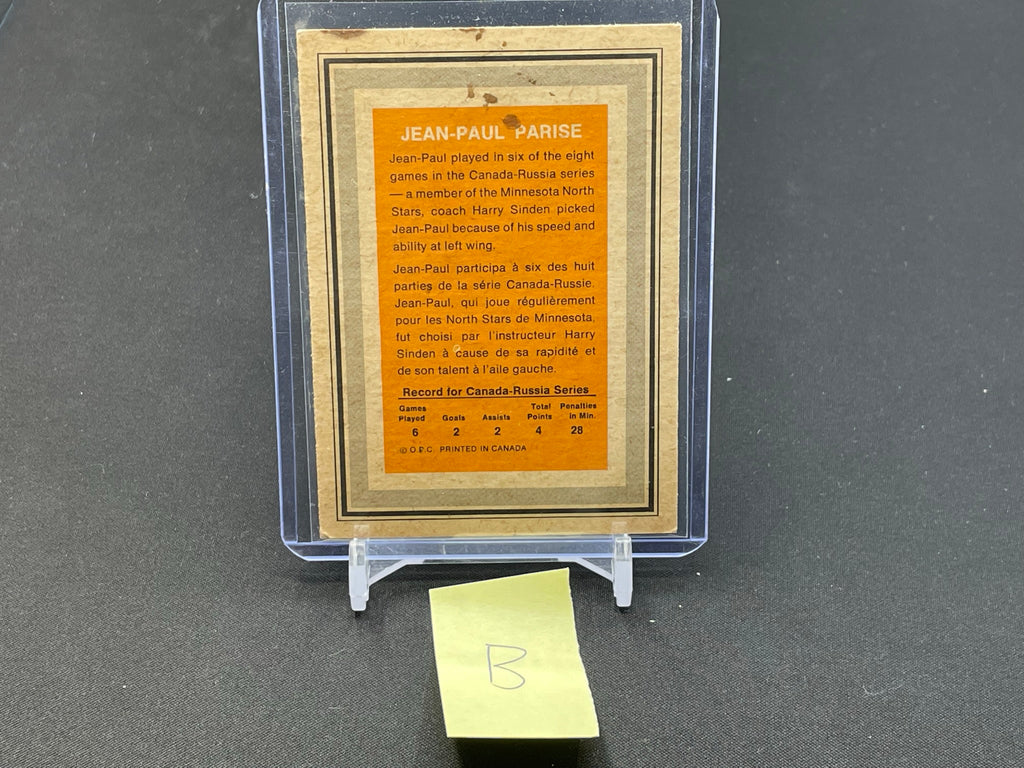 JEAN-PAUL PARISE
Jean-Paul played in six of the eight
games in the Canada-Russia series
— a member of the Minnesota North
Stars, coach Harry Sinden picked
Jean-Paul because of his speed and
ability at left wing.
Jean-Paul participa à six des huit
parties de la série Canada-Russie.
Jean-Paul, qui joue régulièrement
pour les North Stars de Minnesota,
fut choisi par l'instructeur Harry
Sinden à cause de sa rapidité et
de son talent à l'aile gauche.
Record for Canada-Russia Series
Games Played Goals Assists Total Points Penalties in Min.
6 2 2 4 28
© O.P.C. PRINTED IN CANADA
B